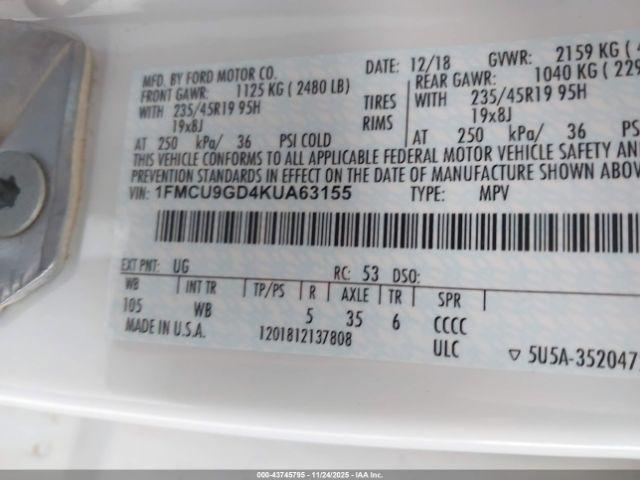 MFD. BY FORD MOTOR CO.
DATE: 12/18 GVWR: 2159 KG
FRONT GAWR: 1125 KG ( 2480 LB)
REAR GAWR: 1040 KG
WITH 235/45R19 95H TIRES WITH 235/45R19 95H
19x8J RIMS 19x8J
AT 250 kPa/ 36 PSI COLD AT 250 kPa/ 36
THIS VEHICLE CONFORMS TO ALL APPLICABLE FEDERAL MOTOR VEHICLE SAFETY
PREVENTION STANDARDS IN EFFECT ON THE DATE OF MANUFACTURE SHOWN
VIN: 1FMCU9GD4KUA63155 TYPE: MPV
EXT PNT: UG RC: 53 DSO:
WB INT TR TP/PS R AXLE TR SPR
105 WB 5 35 6 CCCC
MADE IN U.S.A. 1201812137808 ULC ▽ 5U5A-35204
000-43745795 - 11/24/2025 - IAA Corp.